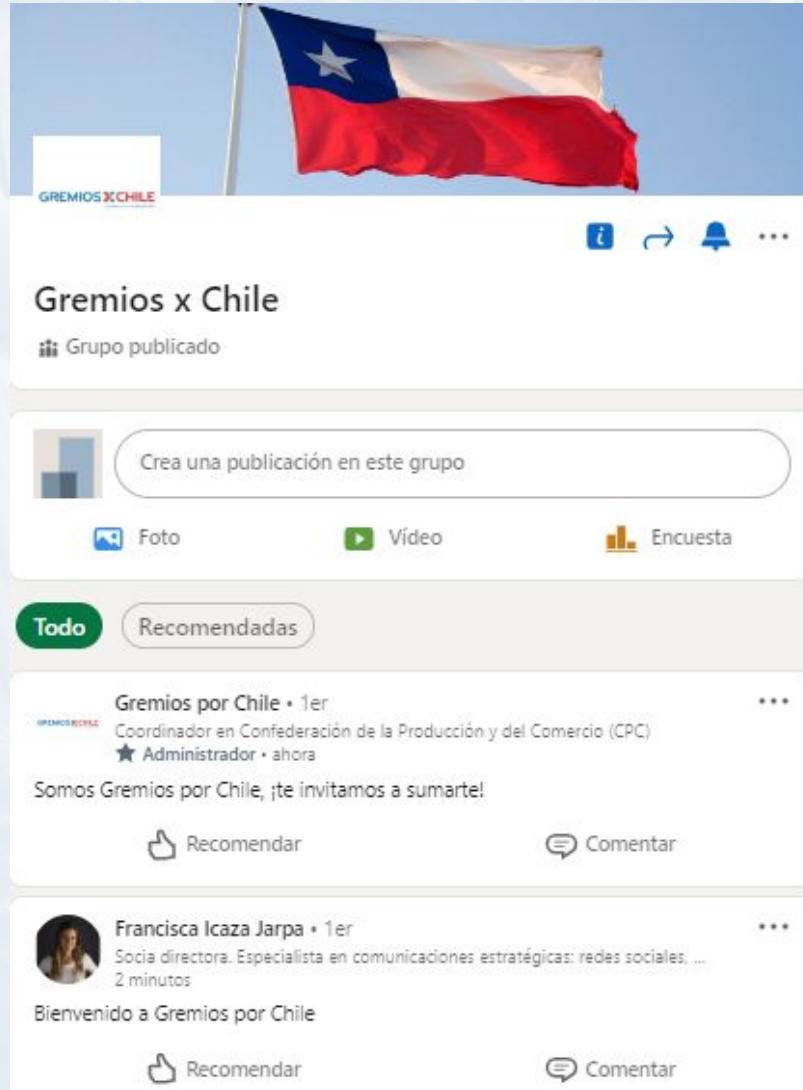 GREMIOS X CHILE
Gremios x Chile
Grupo publicado
Crea una publicación en este grupo
Foto
Vídeo
Encuesta
Todo
Recomendadas
GREMIOS X CHILE
Gremios por Chile • 1er
Coordinador en Confederación de la Producción y del Comercio (CPC)
Administrador • ahora
Somos Gremios por Chile, ¡te invitamos a sumarte!
Recomendar
Comentar
Francisca Icaza Jarpa • 1er
Socia directora. Especialista en comunicaciones estratégicas: redes sociales, ...
2 minutos
Bienvenido a Gremios por Chile
Recomendar
Comentar